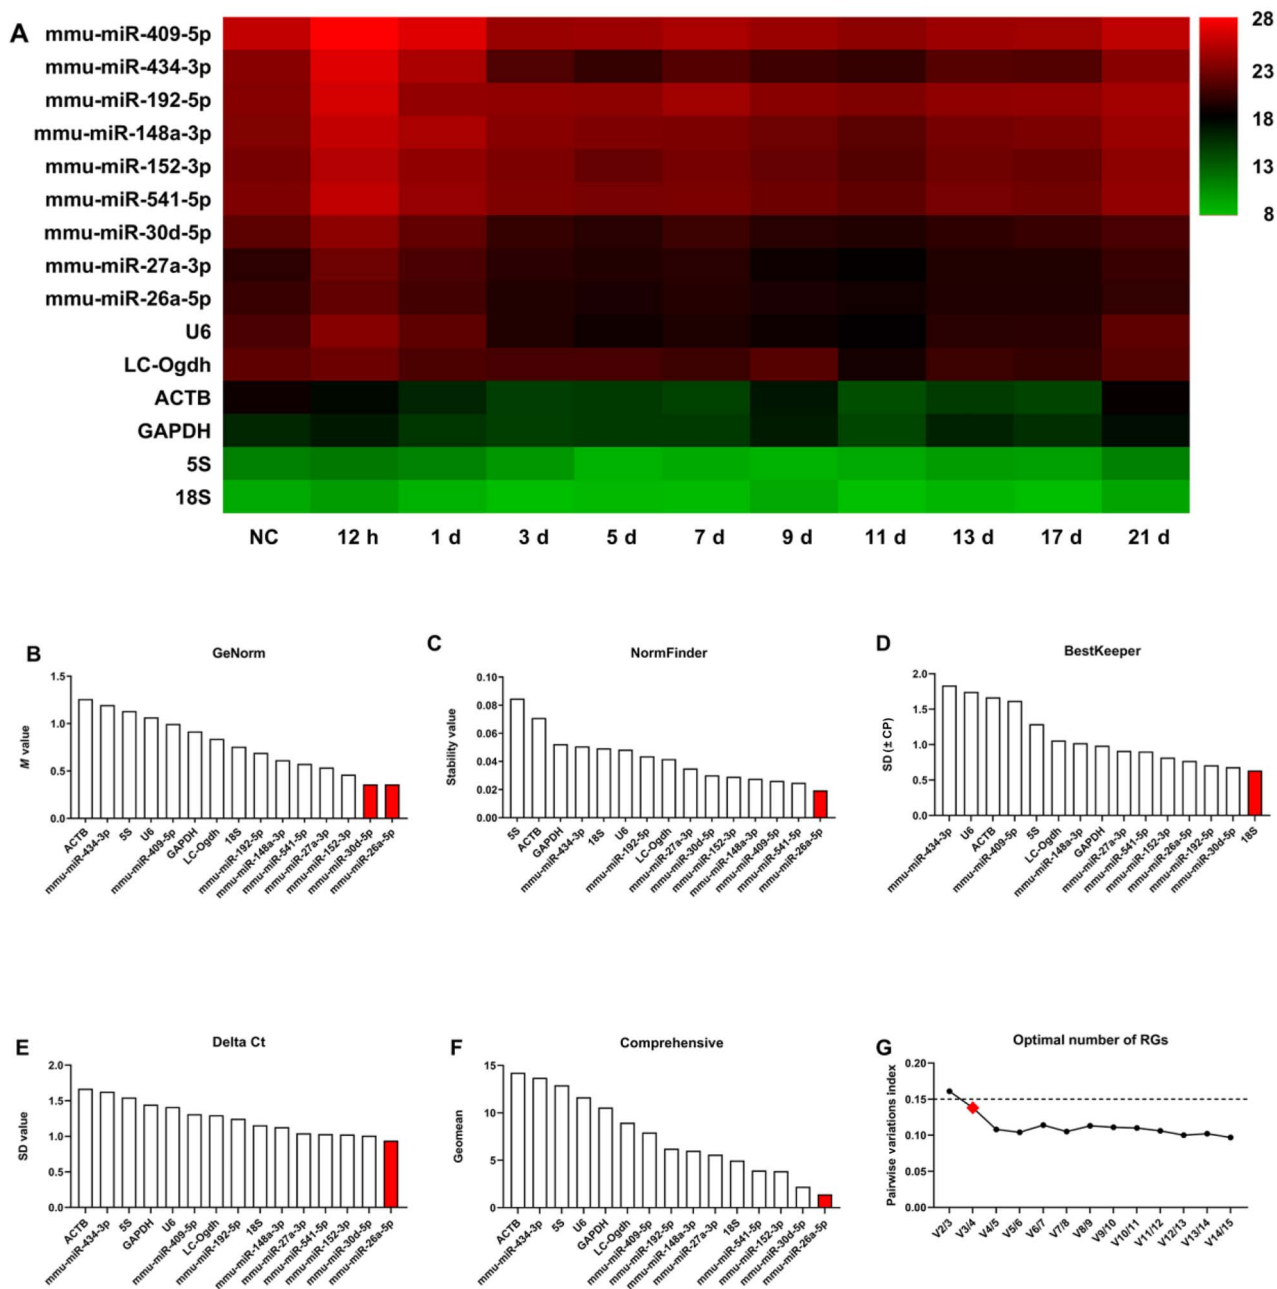 A
mmu-miR-409-5p
mmu-miR-434-3p
mmu-miR-192-5p
mmu-miR-148a-3p
mmu-miR-152-3p
mmu-miR-541-5p
mmu-miR-30d-5p
mmu-miR-27a-3p
mmu-miR-26a-5p
U6
LC-Ogdh
ACTB
GAPDH
5S
18S
NC 12 h 1 d 3 d 5 d 7 d 9 d 11 d 13 d 17 d 21 d
28
23
18
13
8
B
GeNorm
M value
1.5
1.0
0.5
0.0
ACTB
mmu-miR-434-3p
5S
U6
mmu-miR-409-5p
GAPDH
LC-Ogdh
18S
mmu-miR-192-5p
mmu-miR-148a-3p
mmu-miR-541-5p
mmu-miR-27a-3p
mmu-miR-152-3p
mmu-miR-30d-5p
mmu-miR-26a-5p
C
NormFinder
Stability value
0.10
0.08
0.06
0.04
0.02
0.00
5S
ACTB
GAPDH
mmu-miR-434-3p
18S
U6
mmu-miR-192-5p
LC-Ogdh
mmu-miR-27a-3p
mmu-miR-30d-5p
mmu-miR-152-3p
mmu-miR-148a-3p
mmu-miR-409-5p
mmu-miR-541-5p
mmu-miR-26a-5p
D
BestKeeper
SD (± CP)
2.0
1.5
1.0
0.5
0.0
mmu-miR-434-3p
U6
ACTB
mmu-miR-409-5p
5S
LC-Ogdh
mmu-miR-148a-3p
GAPDH
mmu-miR-27a-3p
mmu-miR-541-5p
mmu-miR-152-3p
mmu-miR-26a-5p
mmu-miR-192-5p
mmu-miR-30d-5p
18S
E
Delta Ct
SD value
2.0
1.5
1.0
0.5
0.0
ACTB
mmu-miR-434-3p
5S
GAPDH
U6
mmu-miR-409-5p
LC-Ogdh
mmu-miR-192-5p
18S
mmu-miR-148a-3p
mmu-miR-27a-3p
mmu-miR-541-5p
mmu-miR-152-3p
mmu-miR-30d-5p
mmu-miR-26a-5p
F
Comprehensive
Geomean
15
10
5
0
ACTB
mmu-miR-434-3p
5S
U6
GAPDH
LC-Ogdh
mmu-miR-409-5p
mmu-miR-192-5p
mmu-miR-148a-3p
mmu-miR-27a-3p
18S
mmu-miR-541-5p
mmu-miR-152-3p
mmu-miR-30d-5p
mmu-miR-26a-5p
G
Optimal number of RGs
Pairwise variations index
0.20
0.15
0.10
0.05
0.00
V2/3
V3/4
V4/5
V5/6
V6/7
V7/8
V8/9
V9/10
V10/11
V11/12
V12/13
V13/14
V14/15